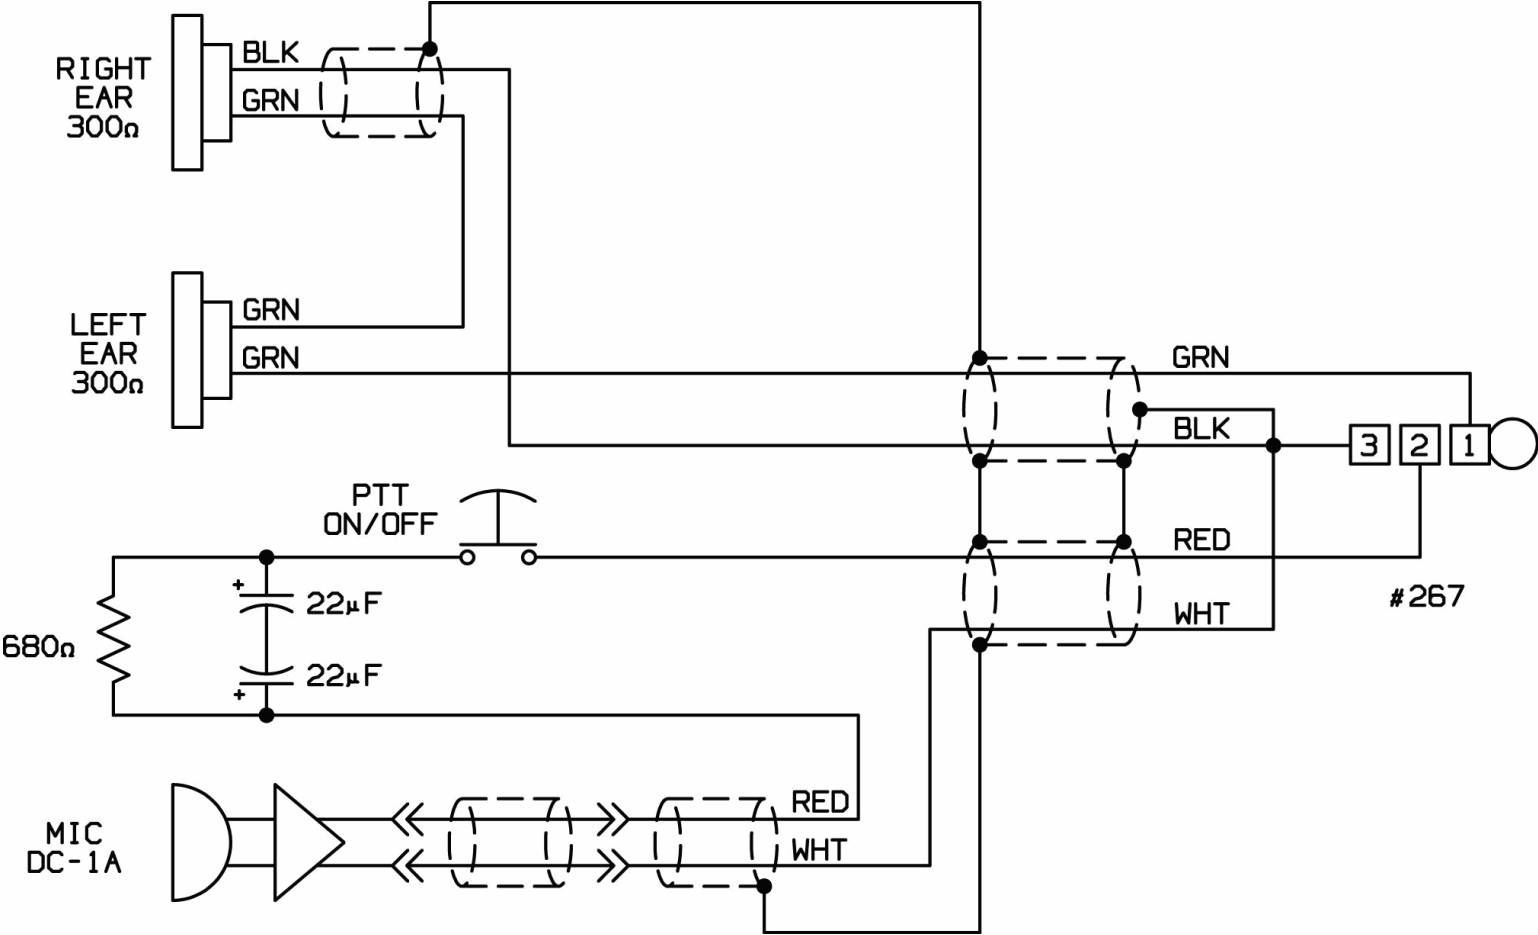 BLK
RIGHT
EAR
300Ω
GRN
GRN
LEFT
EAR
300Ω
GRN
GRN
BLK
3 2 1
PTT
ON/OFF
RED
+
22μF
#267
WHT
680Ω
22μF
+
RED
MIC
DC-1A
WHT